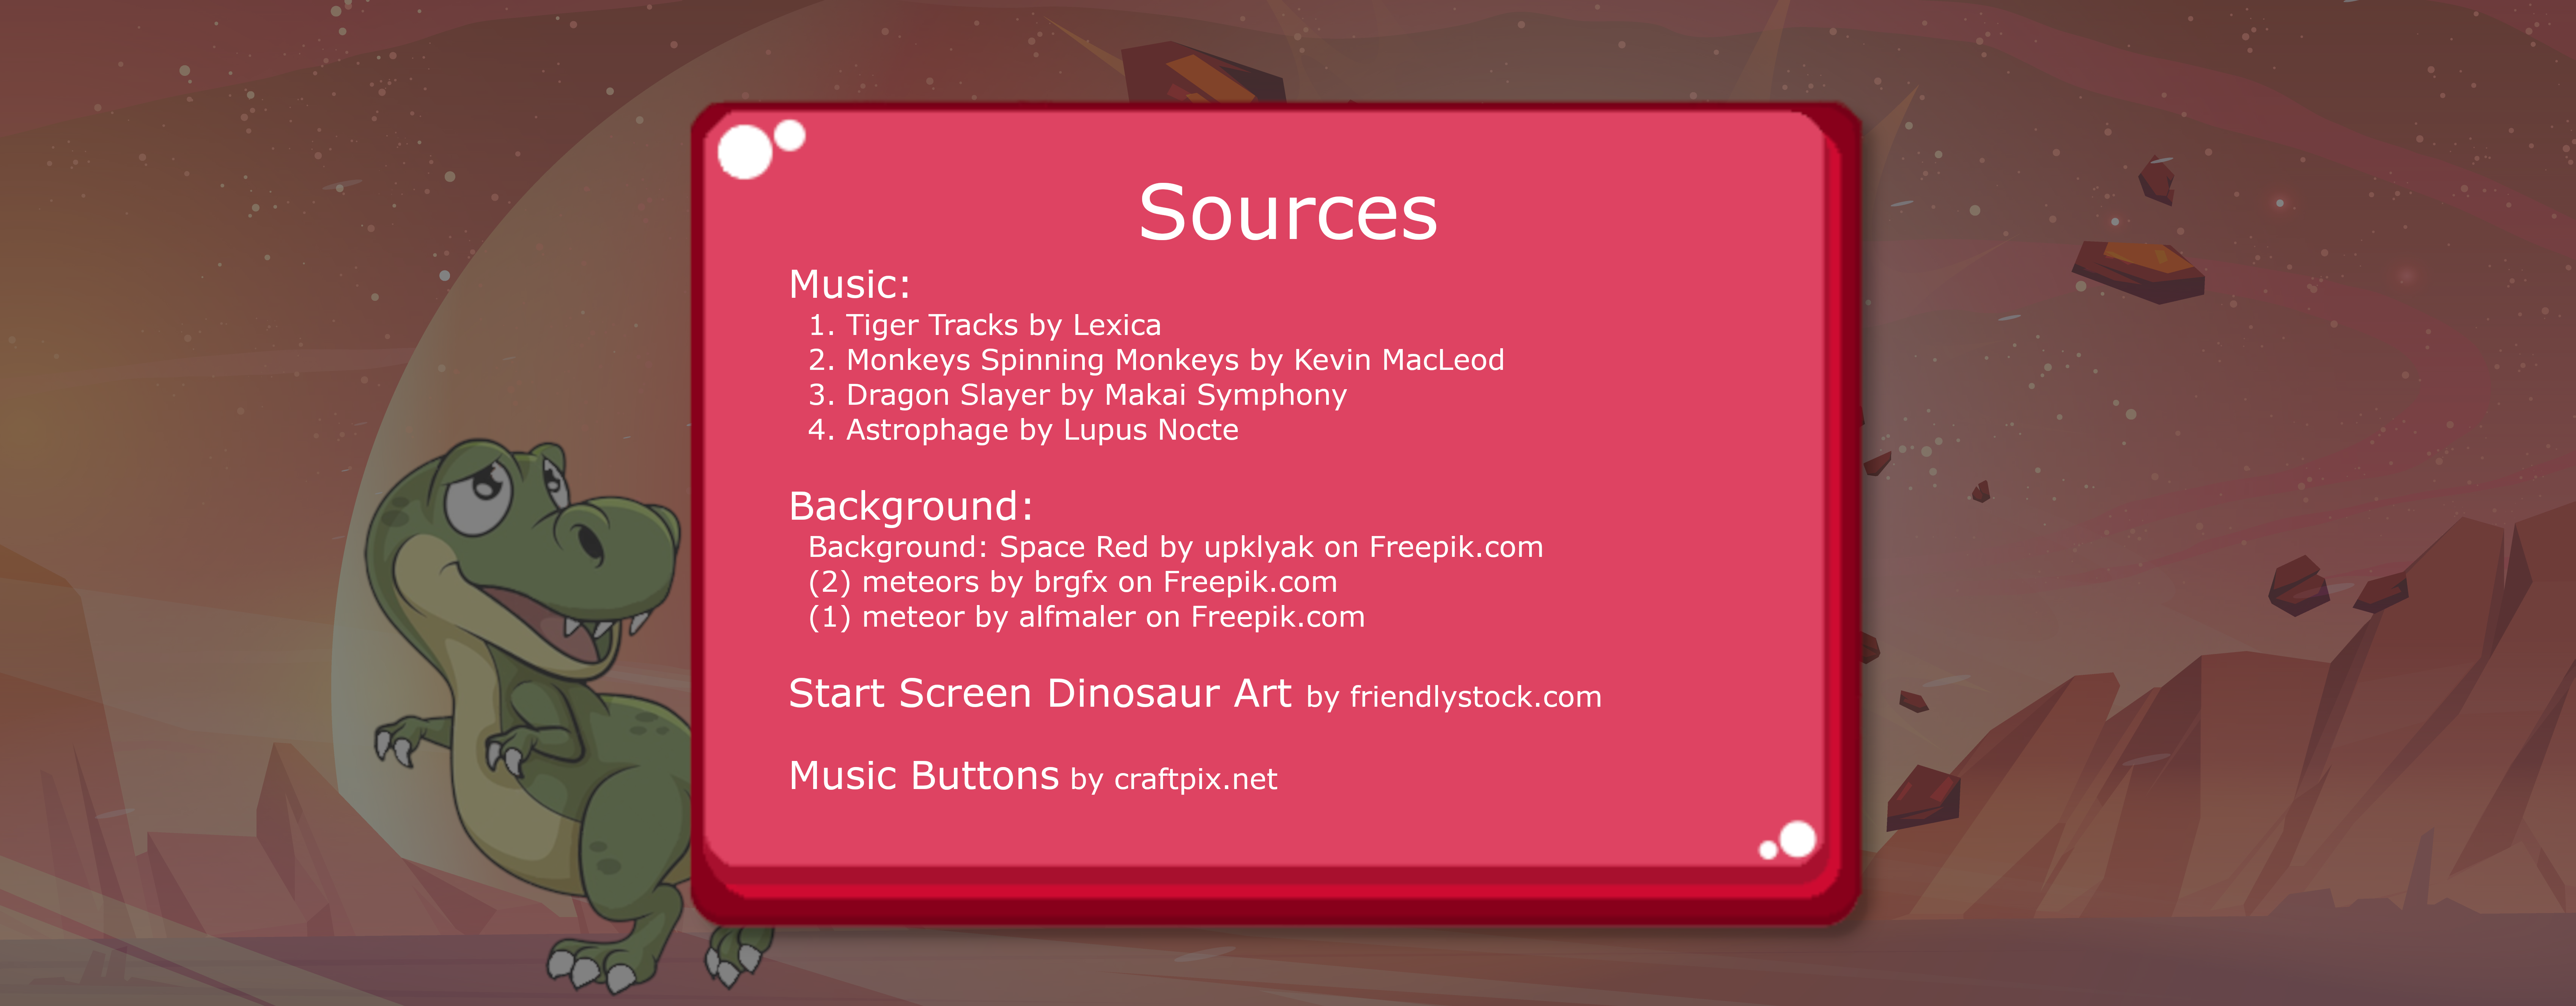 Sources
Music:
1. Tiger Tracks by Lexica
2. Monkeys Spinning Monkeys by Kevin MacLeod
3. Dragon Slayer by Makai Symphony
4. Astrophage by Lupus Nocte
Background:
Background: Space Red by upklyak on Freepik.com
(2) meteors by brgfx on Freepik.com
(1) meteor by alfmaler on Freepik.com
Start Screen Dinosaur Art by friendlystock.com
Music Buttons by craftpix.net